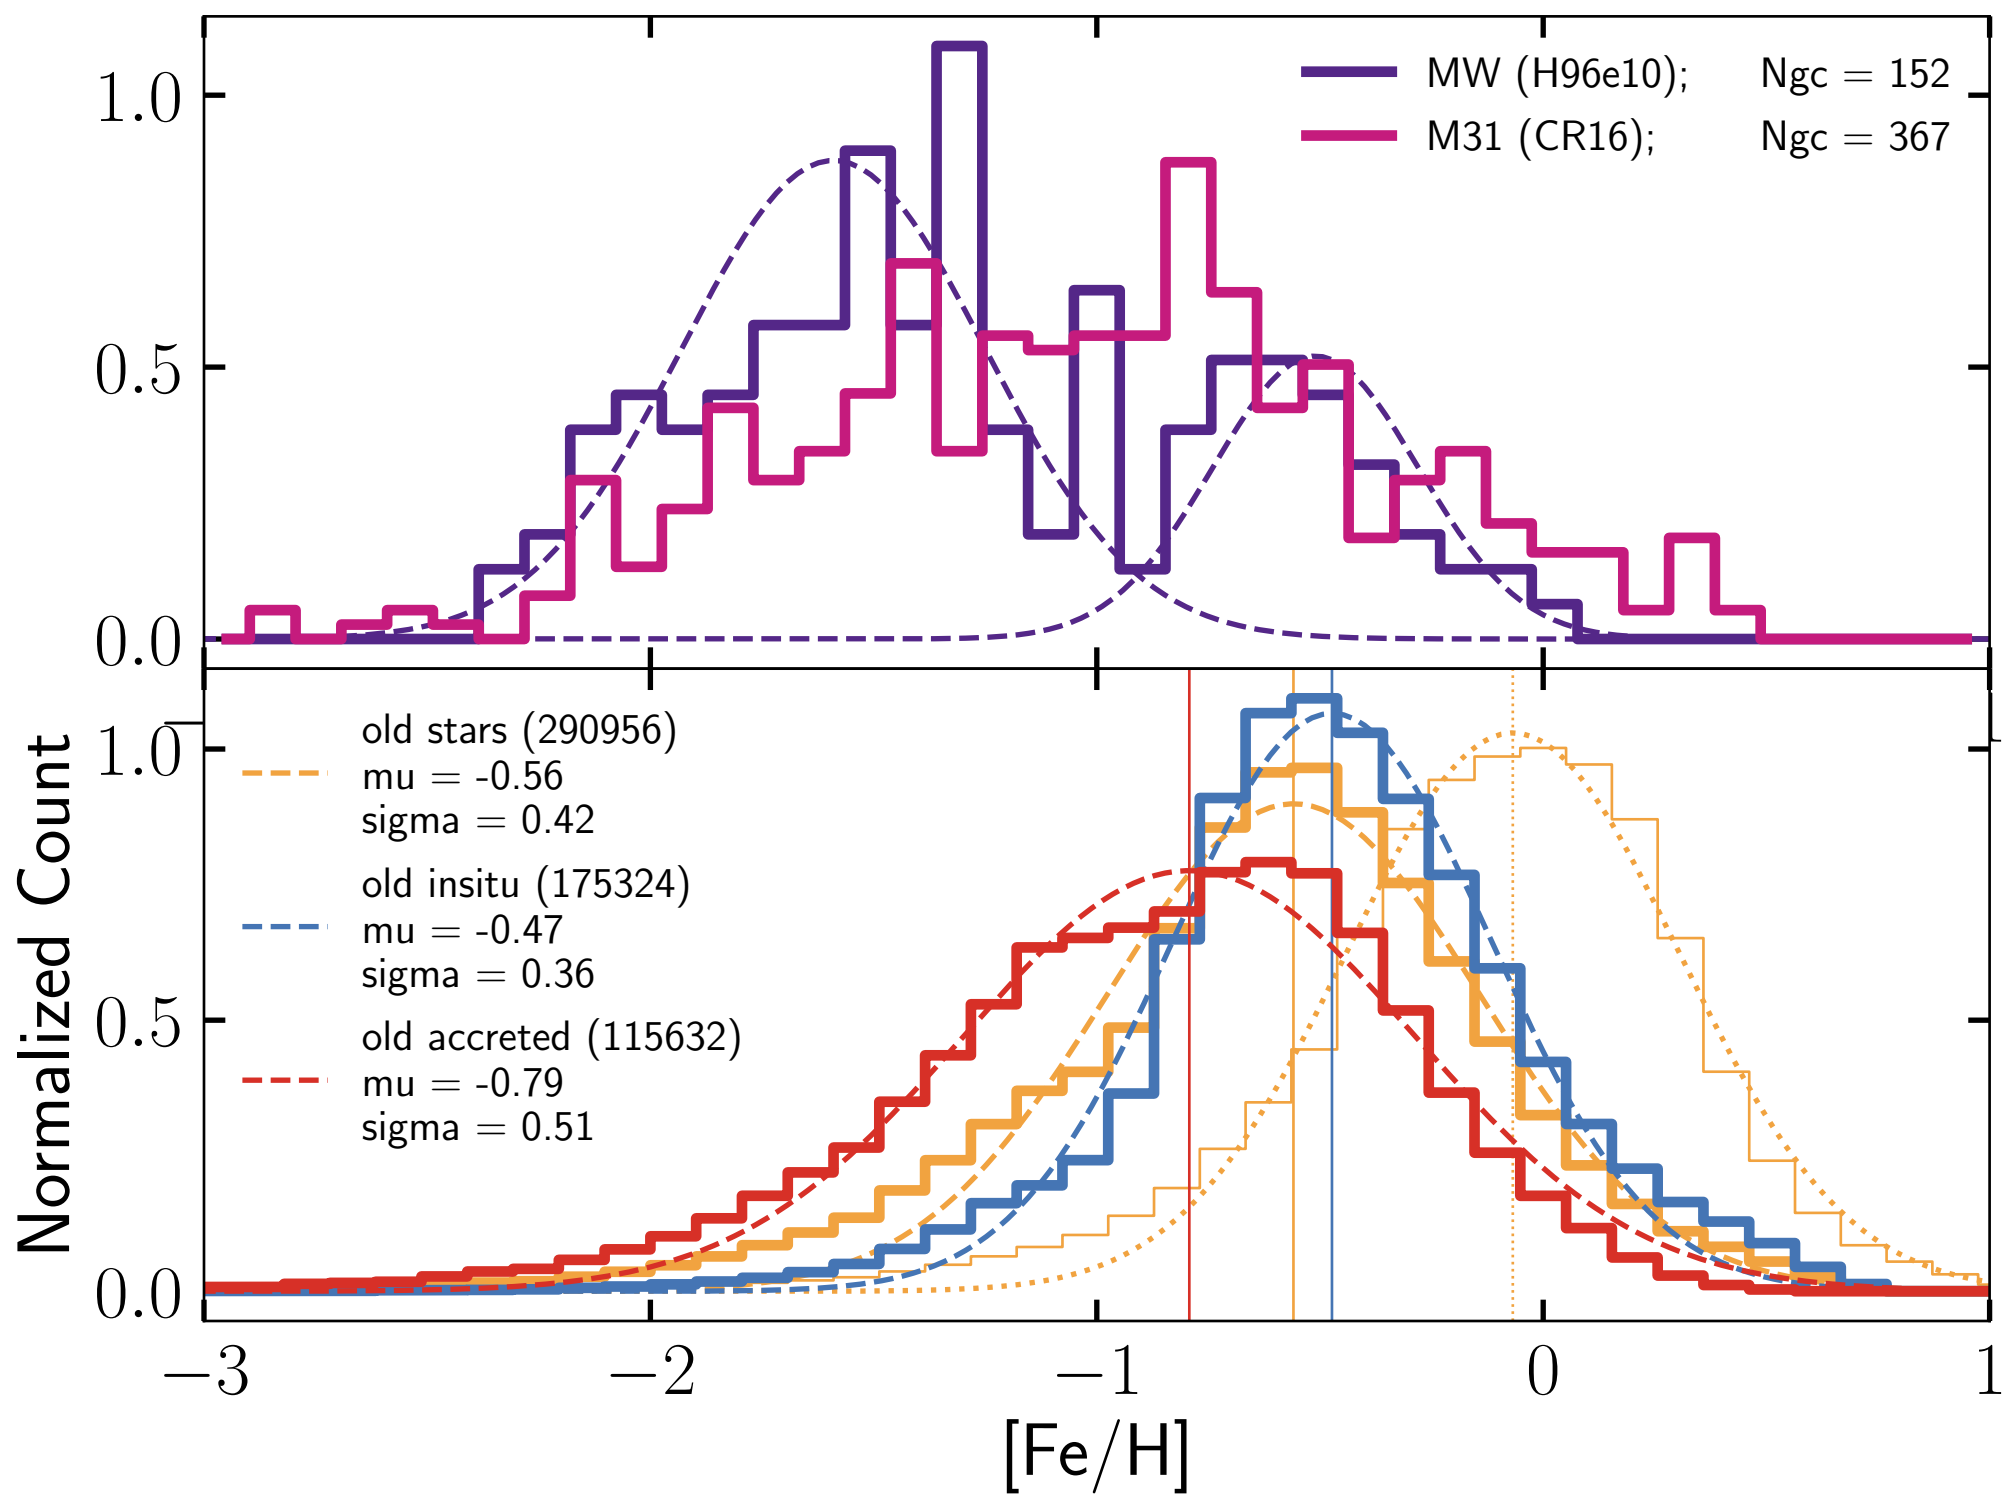 1.0
0.5
0.0
MW (H96e10); Ngc = 152
M31 (CR16); Ngc = 367
Normalized Count
1.0
0.5
0.0
old stars (290956)
mu = -0.56
sigma = 0.42
old insitu (175324)
mu = -0.47
sigma = 0.36
old accreted (115632)
mu = -0.79
sigma = 0.51
−3 −2 −1 0 1
[Fe/H]